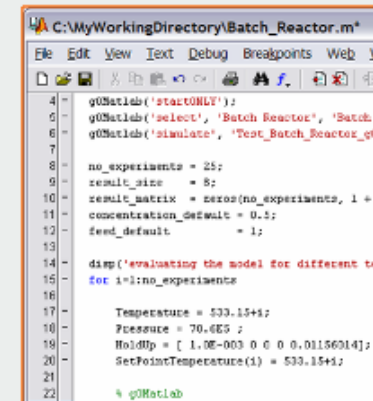 C:\MyWorkingDirectory\Batch_Reactor.m*
File Edit View Text Debug Breakpoints Web
4 - gOMatlab('startONLY');
5 - gOMatlab('select', 'Batch Reactor', 'Batch
6 - gOMatlab('simulate', 'Test_Batch_Reactor_gO
7
8 - no_experiments = 25;
9 - result_size = 8;
10 - result_matrix = zeros(no_experiments, 1 +
11 - concentration_default = 0.5;
12 - feed_default = 1;
13
14 - disp('evaluating the model for different te
15 - for i=1:no_experiments
16
17 - Temperature = 533.15+i;
18 - Pressure = 70.6E5 ;
19 - HoldUp = [ 1.0E-003 0 0 0 0.01156014];
20 - SetPointTemperature(i) = 533.15+i;
21
22 % gOMatlab